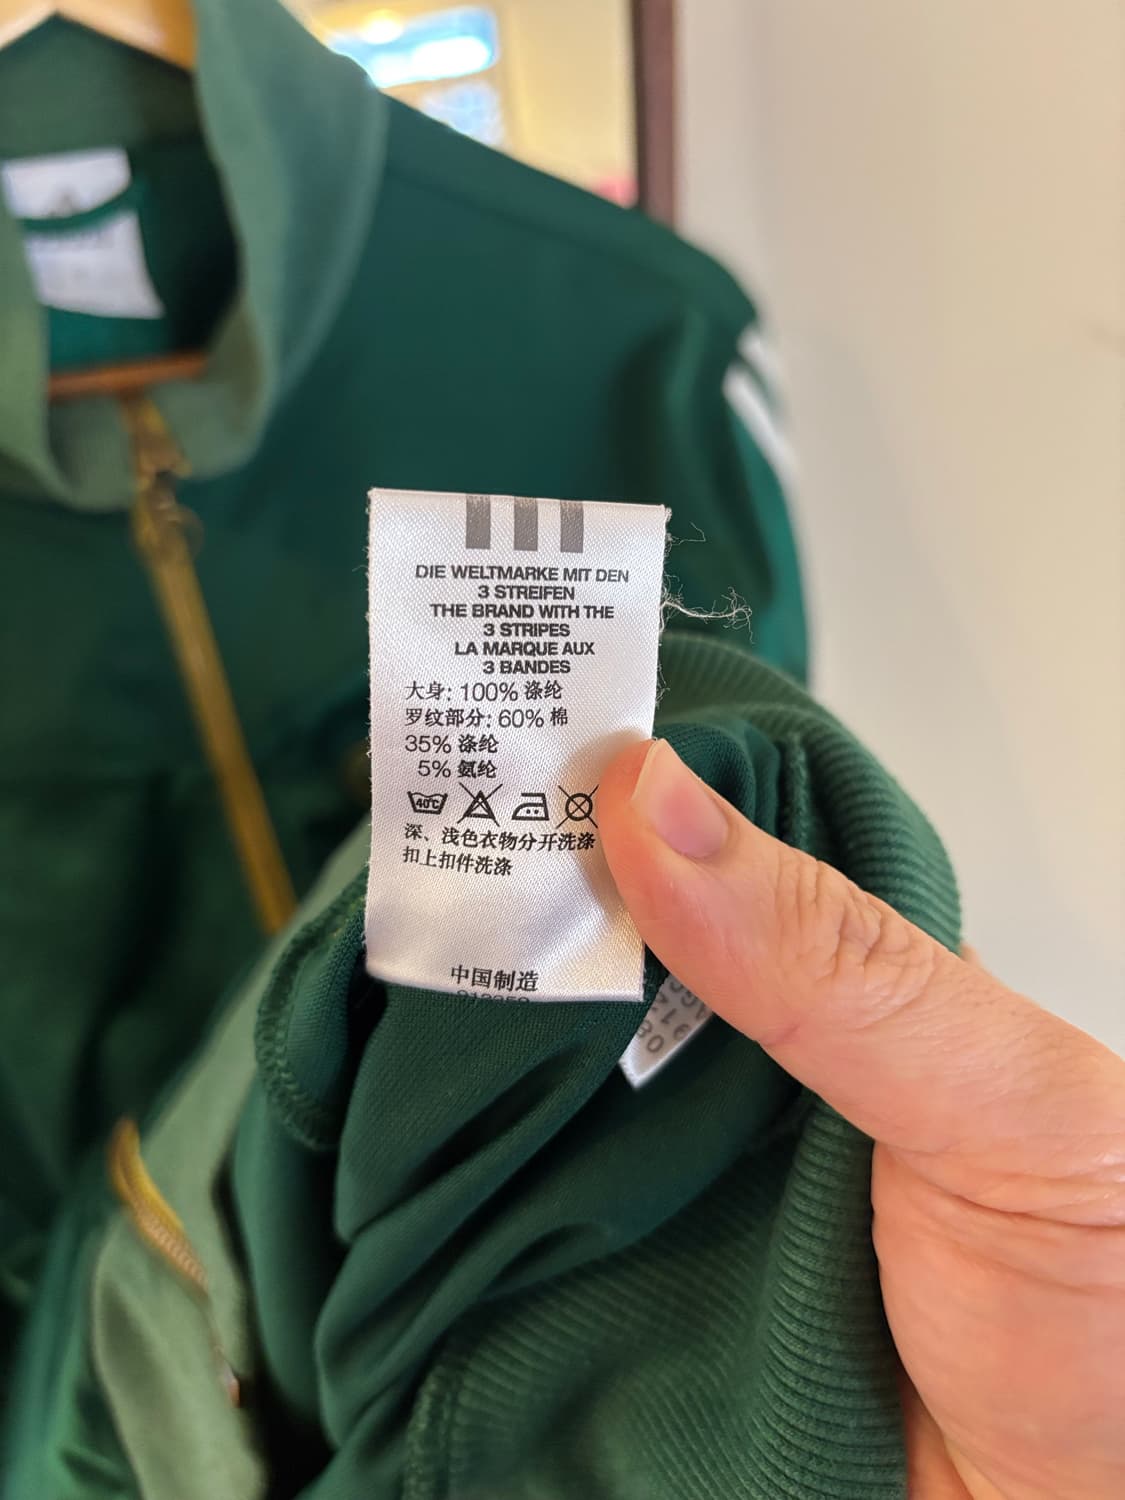 DIE WELTMARKE MIT DEN
3 STREIFEN
THE BRAND WITH THE
3 STRIPES
LA MARQUE AUX
3 BANDES
大身: 100% 涤纶
罗纹部分: 60% 棉
35% 涤纶
5% 氨纶
40°C
深、浅色衣物分开洗涤
扣上扣件洗涤
中国制造